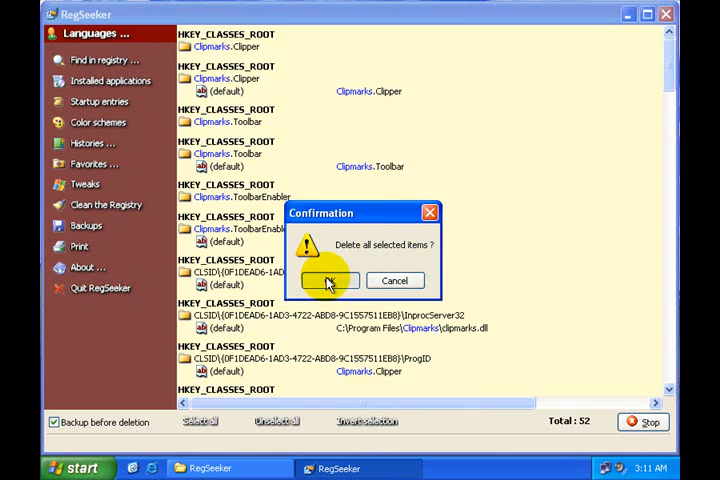 RegSeeker
Languages ...
Find in registry ...
Installed applications
Startup entries
Color schemes
Histories ...
Favorites ...
Tweaks
Clean the Registry
Backups
Print
About ...
Quit RegSeeker
HKEY_CLASSES_ROOT
Clipmarks.Clipper
HKEY_CLASSES_ROOT
Clipmarks.Clipper
(default) Clipmarks.Clipper
HKEY_CLASSES_ROOT
Clipmarks.Toolbar
HKEY_CLASSES_ROOT
Clipmarks.Toolbar
(default) Clipmarks.Toolbar
HKEY_CLASSES_ROOT
Clipmarks.ToolbarEnabler
HKEY_CLASSES_ROOT
(default)
HKEY_CLASSES_ROOT
(default)
HKEY_CLASSES_ROOT
CLSID\{0F1DEAD6-1AD3-4722-ABD8-9C1557511EB8}\InprocServer32
(default) C:\Program Files\Clipmarks\clipmarks.dll
HKEY_CLASSES_ROOT
CLSID\{0F1DEAD6-1AD3-4722-ABD8-9C1557511EB8}\ProgID
(default) Clipmarks.Clipper
HKEY_CLASSES_ROOT
Confirmation
Delete all selected items ?
Cancel
Backup before deletion
Select all
Unselect all
Invert selection
Total : 52
Stop
start
RegSeeker
RegSeeker
3:11 AM